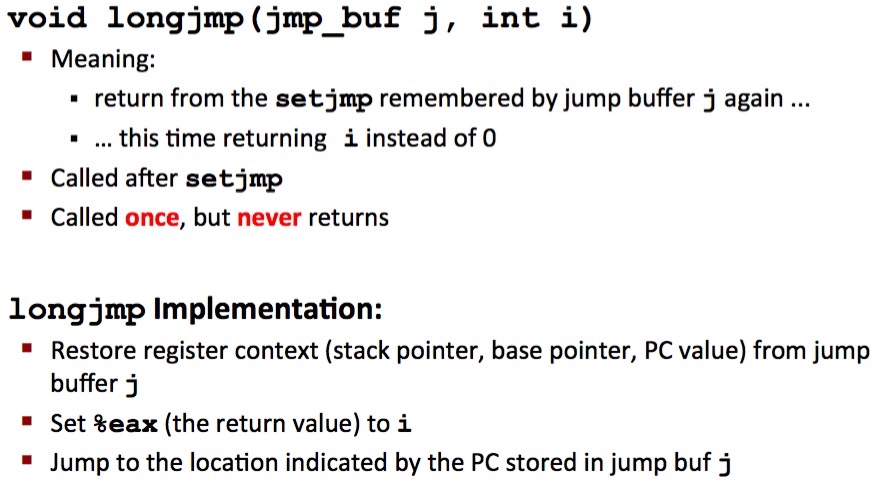 void longjmp(jmp_buf j, int i)
▪ Meaning:
▪ return from the setjmp remembered by jump buffer j again ...
▪ ... this time returning i instead of 0
▪ Called after setjmp
▪ Called once, but never returns
longjmp Implementation:
▪ Restore register context (stack pointer, base pointer, PC value) from jump
buffer j
▪ Set %eax (the return value) to i
▪ Jump to the location indicated by the PC stored in jump buf j